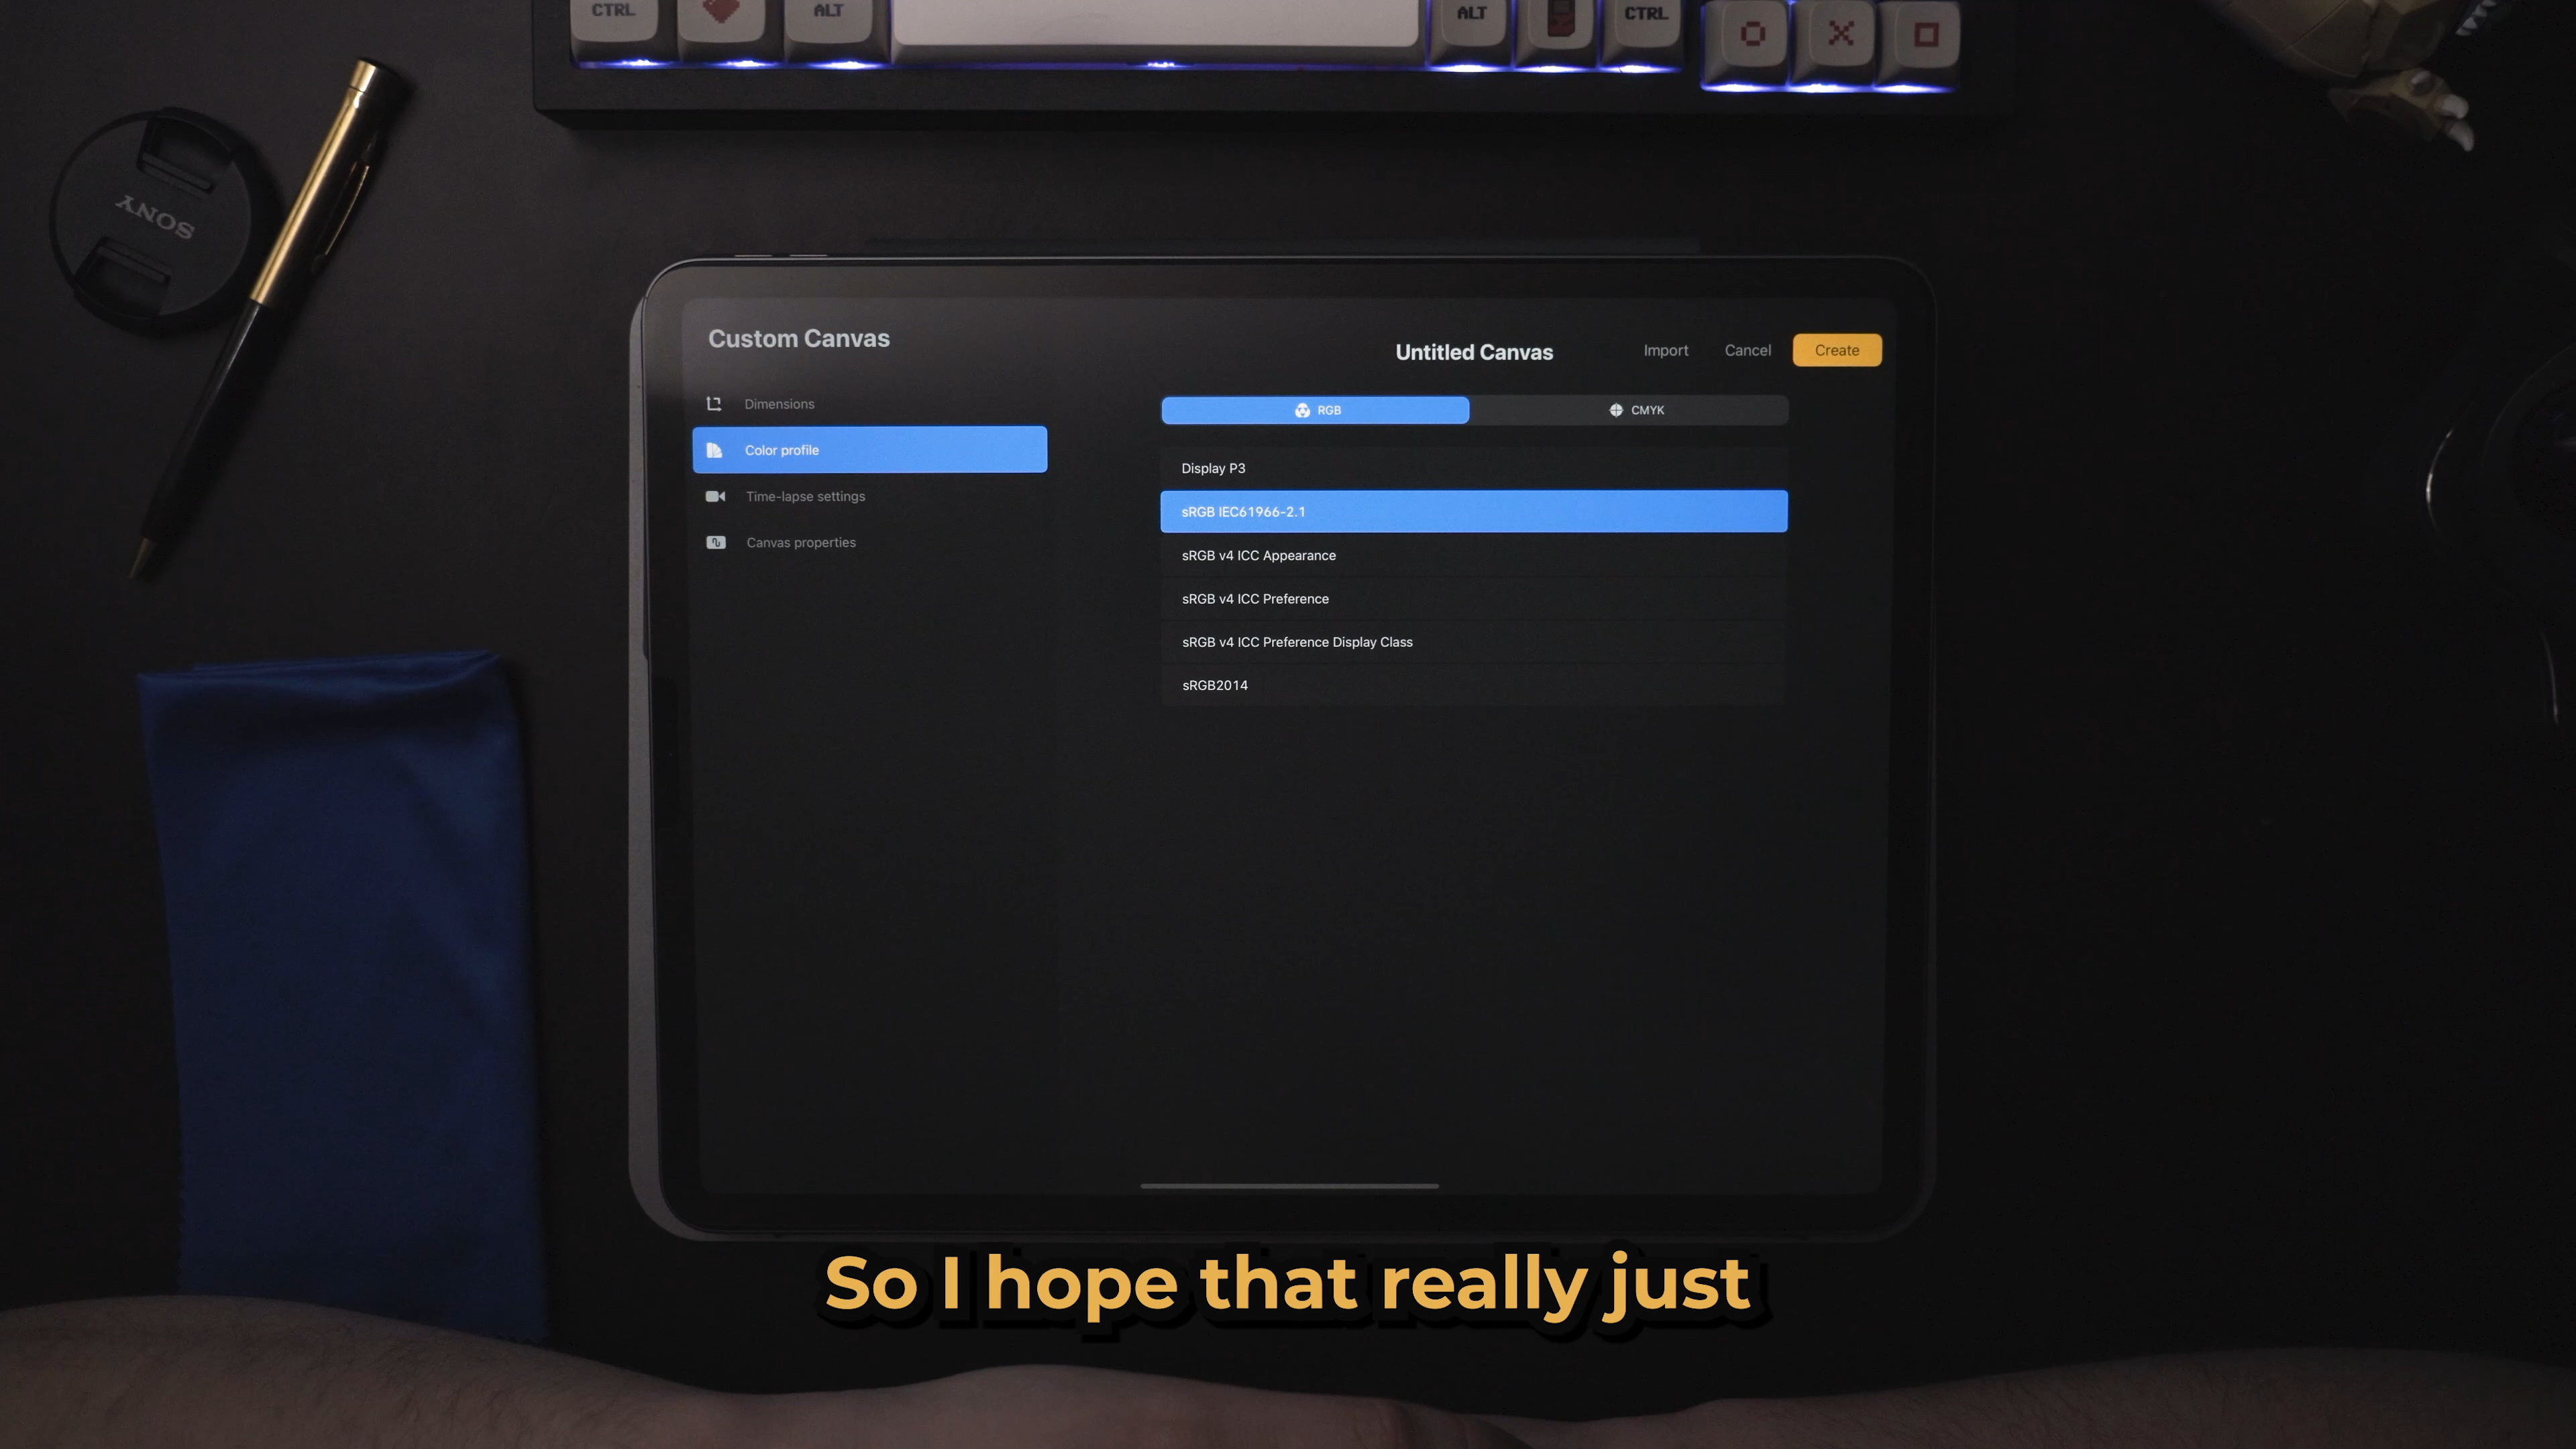 CTRL
ALT
ALT
CTRL
SONY
Custom Canvas
Untitled Canvas
Import
Cancel
Create
Dimensions
Color profile
Time-lapse settings
Canvas properties
RGB
CMYK
Display P3
sRGB IEC61966-2.1
sRGB v4 ICC Appearance
sRGB v4 ICC Preference
sRGB v4 ICC Preference Display Class
sRGB2014
So I hope that really just